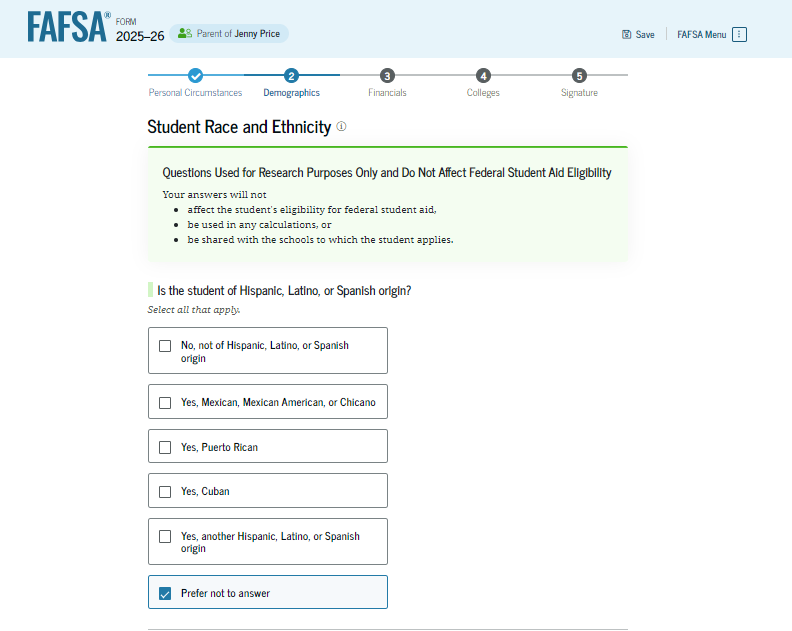 FAFSA®
FORM
2025–26
Parent of Jenny Price
Save
FAFSA Menu
2
3
4
5
Personal Circumstances
Demographics
Financials
Colleges
Signature
Student Race and Ethnicity
Questions Used for Research Purposes Only and Do Not Affect Federal Student Aid Eligibility
Your answers will not
• affect the student's eligibility for federal student aid,
• be used in any calculations, or
• be shared with the schools to which the student applies.
Is the student of Hispanic, Latino, or Spanish origin?
Select all that apply.
No, not of Hispanic, Latino, or Spanish
origin
Yes, Mexican, Mexican American, or Chicano
Yes, Puerto Rican
Yes, Cuban
Yes, another Hispanic, Latino, or Spanish
origin
Prefer not to answer